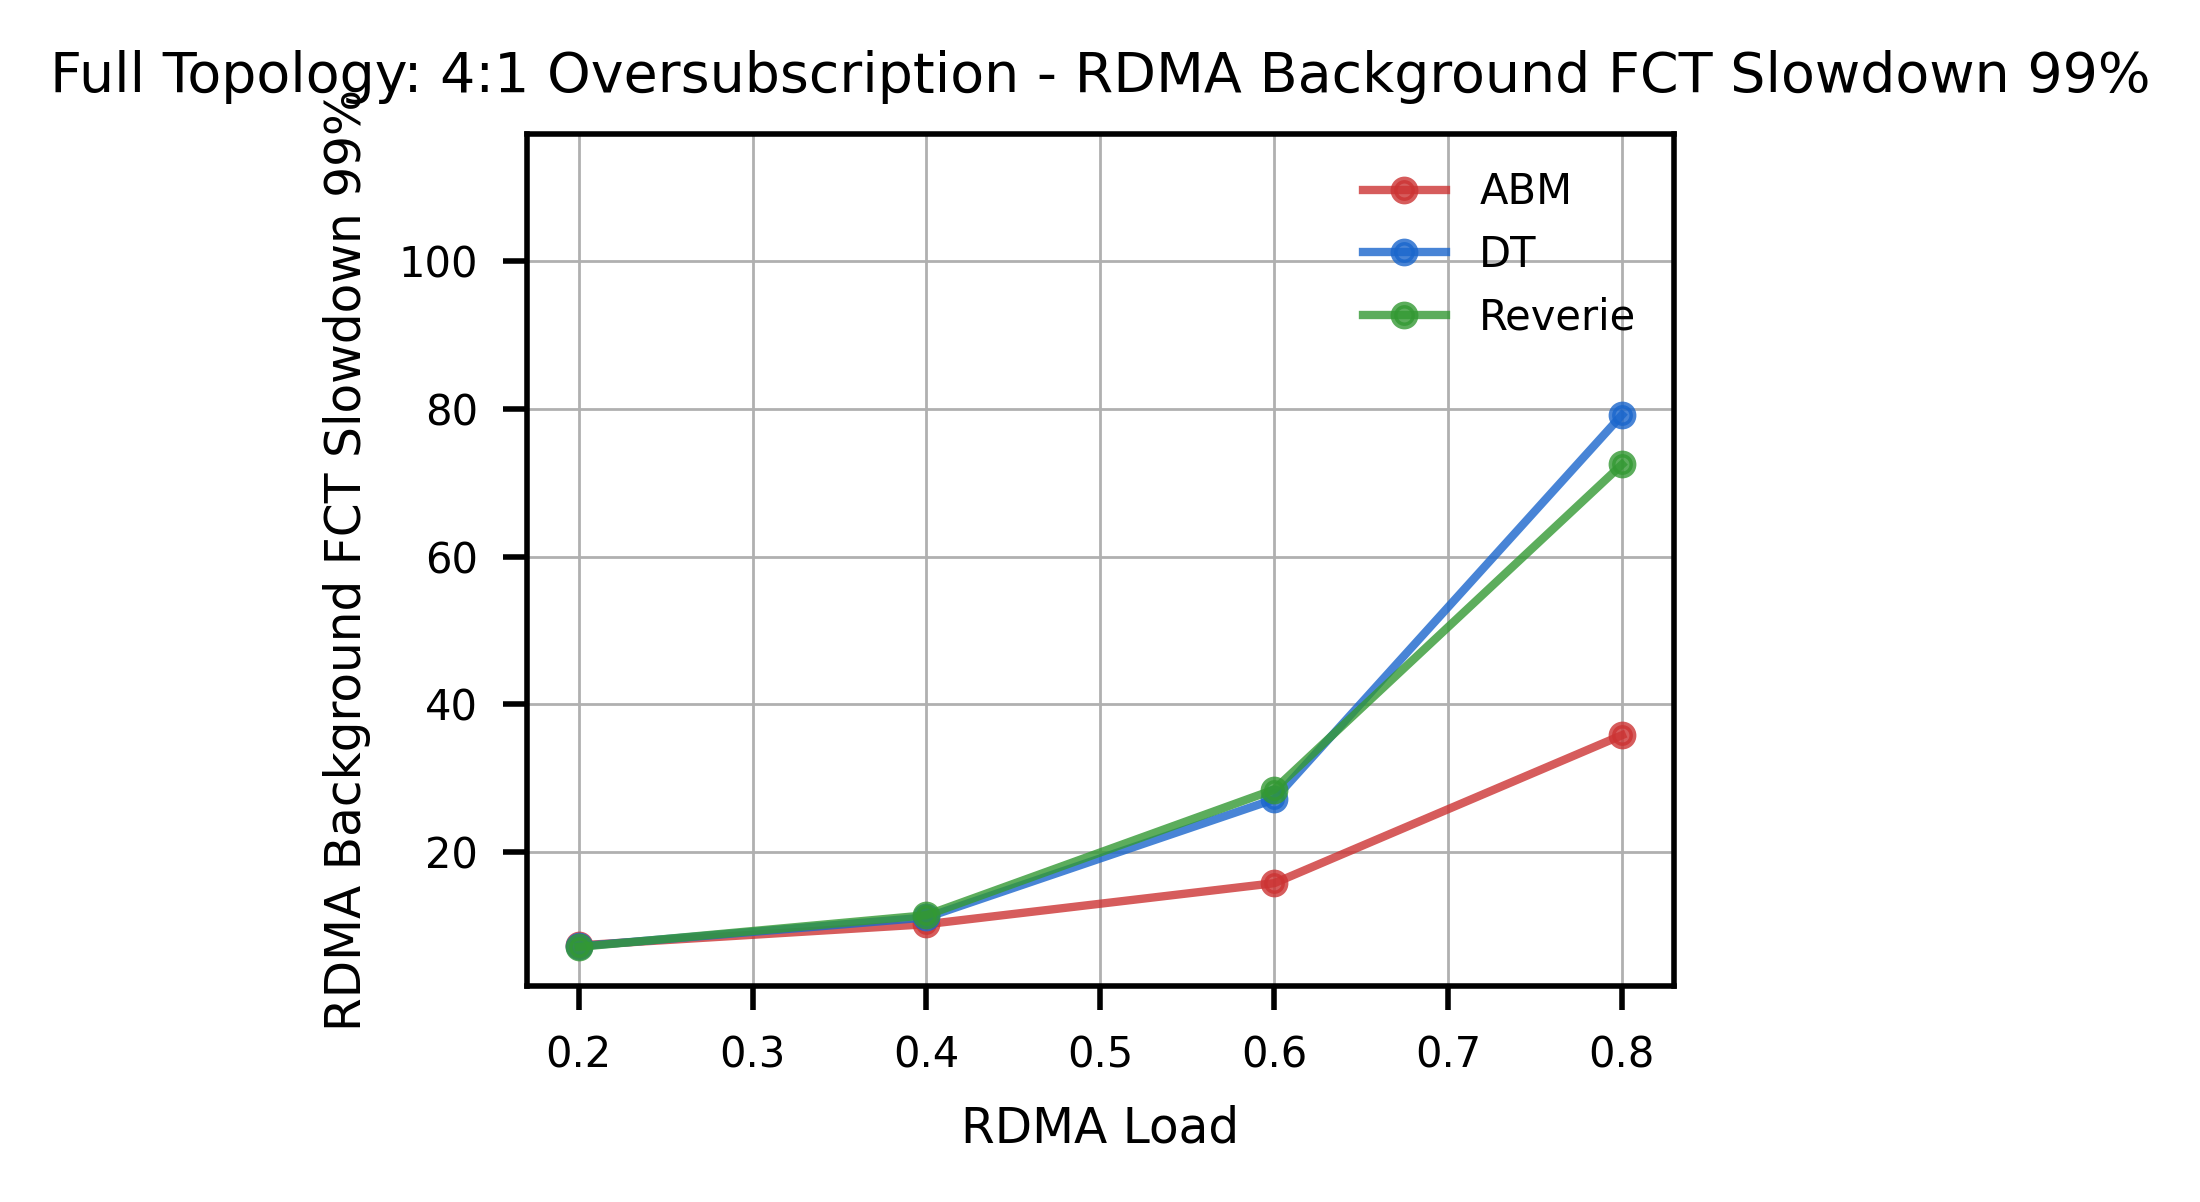 Full Topology: 4:1 Oversubscription - RDMA Background FCT Slowdown 99%
RDMA Background FCT Slowdown 99%
100
80
60
40
20
ABM
DT
Reverie
0.2 0.3 0.4 0.5 0.6 0.7 0.8
RDMA Load